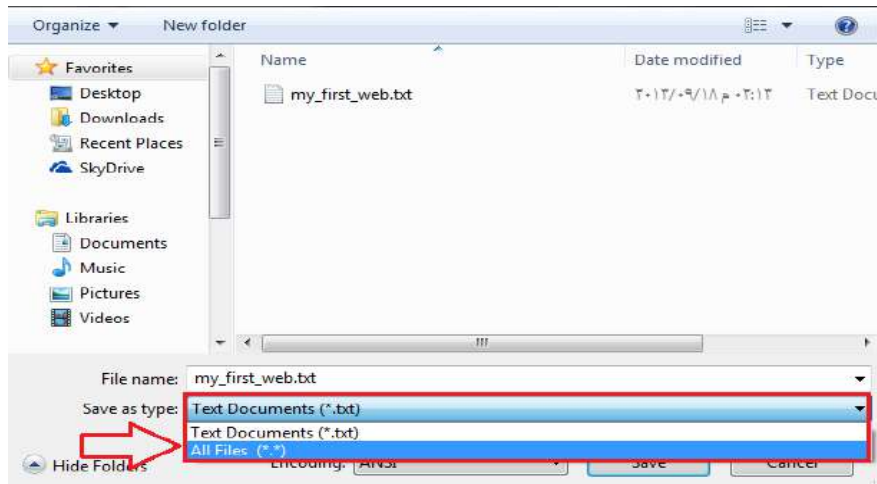 Organize New folder
Name Date modified Type
Favorites
Desktop
Downloads
Recent Places
SkyDrive
my_first_web.txt ٢٠١٣/٠٩/١٨ م ٠٢:١٣ Text Docu
Libraries
Documents
Music
Pictures
Videos
File name: my_first_web.txt
Save as type: Text Documents (*.txt)
Text Documents (*.txt)
All Files (*.*)
Hide Folders Encoding: ANSI Save Cancel